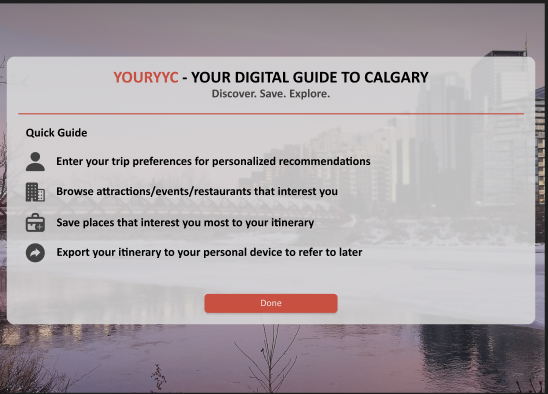 YOURYYC - YOUR DIGITAL GUIDE TO CALGARY
Discover. Save. Explore.
Quick Guide
Enter your trip preferences for personalized recommendations
Browse attractions/events/restaurants that interest you
Save places that interest you most to your itinerary
Export your itinerary to your personal device to refer to later
Done